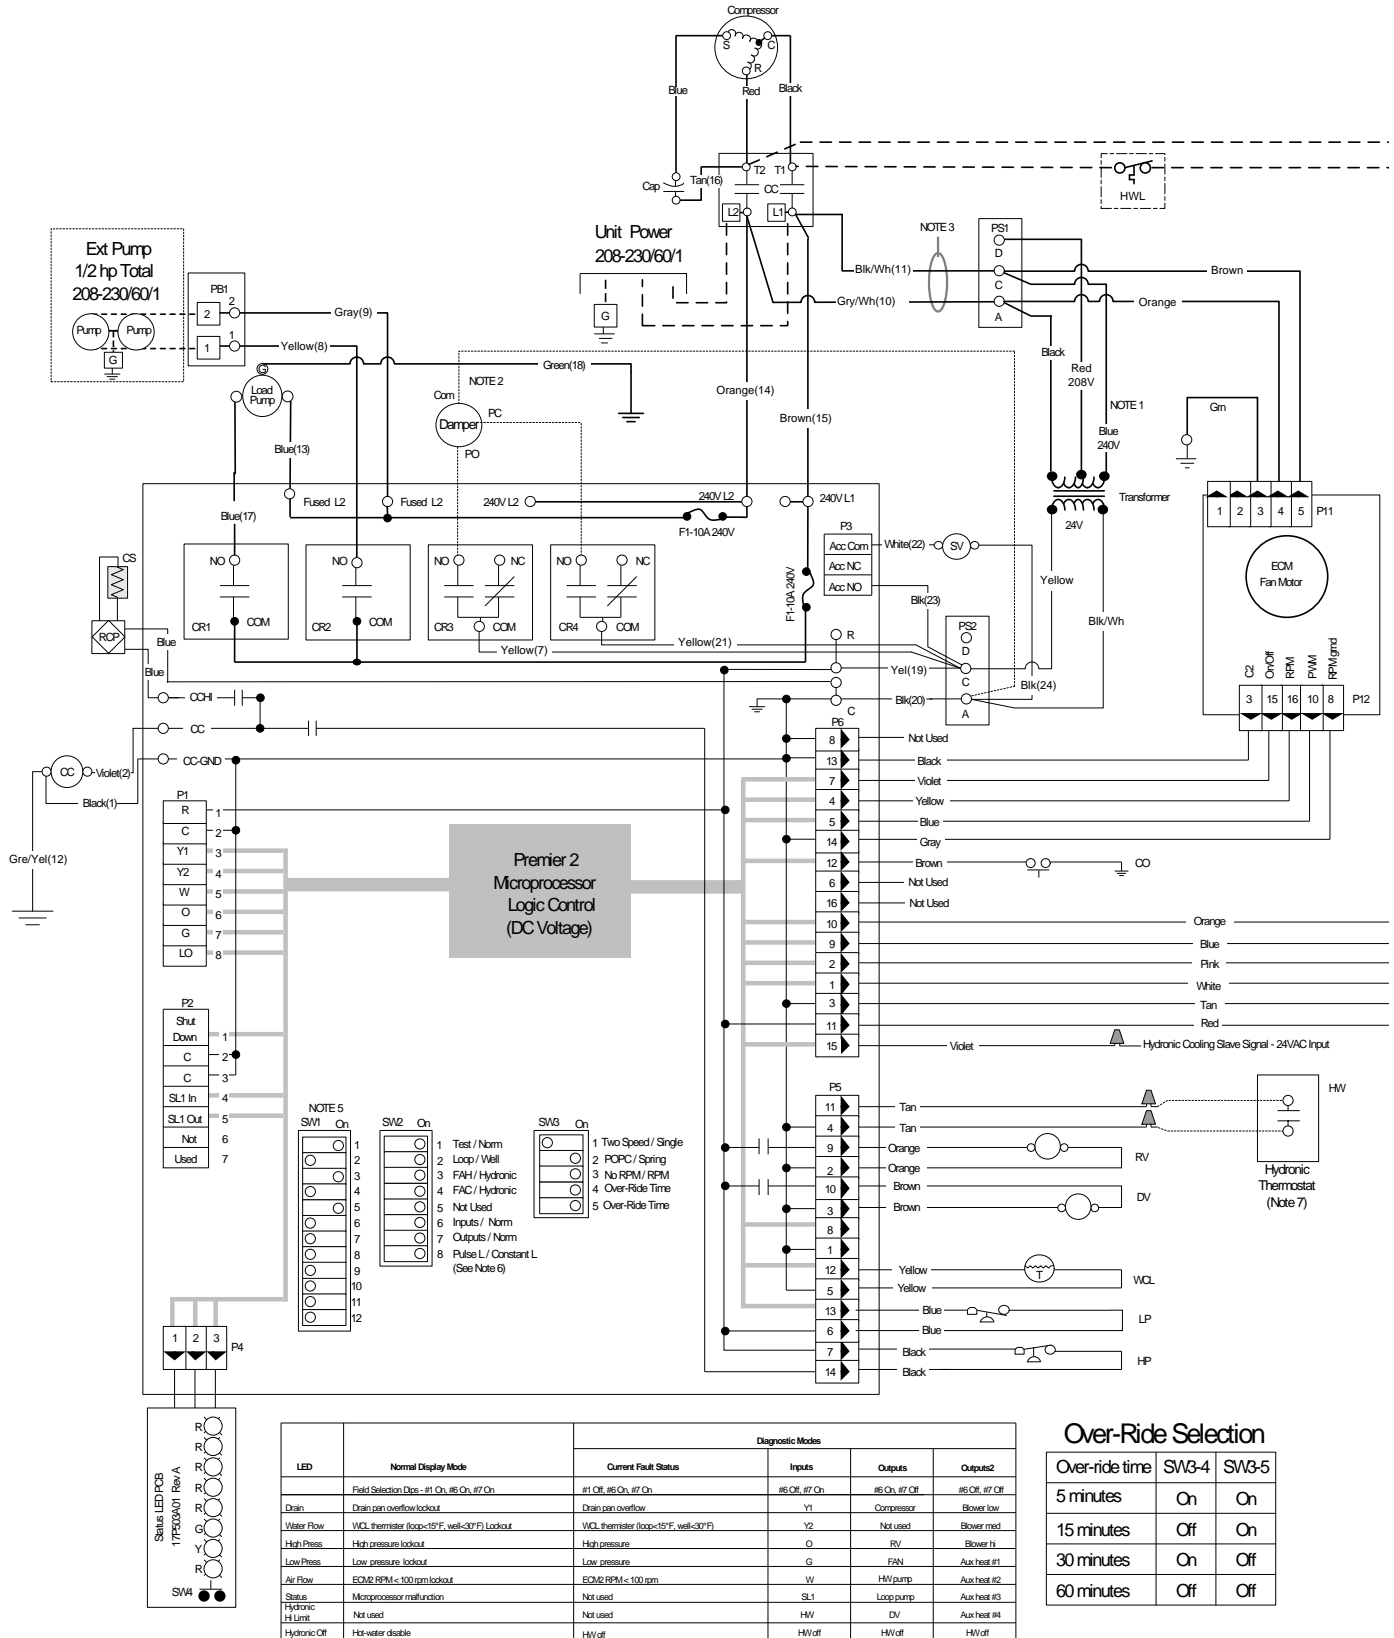 Compressor
S
C
R
Blue
Red
Black
T2
T1
Cap
Tan(16)
CC
HWL
L2
L1
Unit Power
208-230/60/1
G
NOTE 3
PS1
D
C
A
Blk/Wh(11)
Gry/Wh(10)
Brown
Orange
Ext Pump
1/2 hp Total
208-230/60/1
Pump
Pump
G
PB1
2
2
1
1
Gray(9)
Yellow(8)
G
Load
Pump
Green(18)
NOTE 2
Com
Damper
PC
PO
Orange(14)
Brown(15)
Black
Red
208V
NOTE 1
Blue
240V
Grn
Blue(13)
Blue(17)
Fused L2
Fused L2
240V L2
240V L2
240V L1
F1-10A 240V
F1-10A 240V
Transformer
24V
1 2 3 4 5 P11
ECM
Fan Motor
P3
Acc Com
Acc NC
Acc NO
White(22)
SV
Blk(23)
Yellow
Blk/Wh
CS
RCP
Blue
Blue
NO
COM
CR1
NO
COM
CR2
NO
NC
CR3
COM
NO
NC
CR4
COM
Yellow(7)
Yellow(21)
R
C
PS2
D
C
A
Yel(19)
Blk(20)
Blk(24)
C2
On/Off
RPM
PWM
RPM grnd
3 15 16 10 8 P12
CCHI
CC
CC-GND
CC
Violet(2)
Black(1)
Gre/Yel(12)
P1
R 1
C 2
Y1 3
Y2 4
W 5
O 6
G 7
LO 8
Premier 2
Microprocessor
Logic Control
(DC Voltage)
P6
8 Not Used
13 Black
7 Violet
4 Yellow
5 Blue
14 Gray
12 Brown CO
6 Not Used
16 Not Used
10 Orange
9 Blue
2 Pink
1 White
3 Tan
11 Red
15 Violet Hydronic Cooling Slave Signal - 24VAC Input
P2
Shut
Down 1
C 2
C 3
SL1 In 4
SL1 Out 5
Not 6
Used 7
P5
11 Tan
4 Tan
9 Orange
2 Orange
RV
10 Brown
3 Brown
DV
8
1
12 Yellow
5 Yellow
T
WCL
13 Blue
6 Blue
LP
7 Black
14 Black
HP
HW
Hydronic
Thermostat
(Note 7)
NOTE 5
SW1 On
1
2
3
4
5
6
7
8
9
10
11
12
SW2 On
1 Test / Norm
2 Loop / Well
3 FAH / Hydronic
4 FAC / Hydronic
5 Not Used
6 Inputs / Norm
7 Outputs / Norm
8 Pulse L / Constant L
(See Note 6)
SW3 On
1 Two Speed / Single
2 POPC / Spring
3 No RPM / RPM
4 Over-Ride Time
5 Over-Ride Time
1 2 3 P4
Status LED PCB
17P503A01 Rev A
R
R
R
R
R
G
Y
R
SW4
Diagnostic Modes
LED Normal Display Mode Current Fault Status Inputs Outputs Outputs2
Field Selection Dips - #1 On, #6 On, #7 On #1 Off, #6 On, #7 On #6 Off, #7 On #6 On, #7 Off #6 Off, #7 Off
Drain Drain pan overflow lockout Drain pan overflow Y1 Compressor Blower low
Water Flow WCL thermister (loop<15°F, well<30°F) Lockout WCL thermister (loop<15°F, well<30°F) Y2 Not used Blower med
High Press High pressure lockout High pressure O RV Blower hi
Low Press Low pressure lockout Low pressure G FAN Aux heat #1
Air Flow ECM2 RPM < 100 rpm lockout ECM2 RPM < 100 rpm W HW pump Aux heat #2
Status Microprocessor malfunction Not used SL1 Loop pump Aux heat #3
Hydronic
Hi Limit Not used Not used HW DV Aux heat #4
Hydronic Off Hot-water disable HW off HW off HW off HW off
Over-Ride Selection
Over-ride time SW3-4 SW3-5
5 minutes On On
15 minutes Off On
30 minutes On Off
60 minutes Off Off